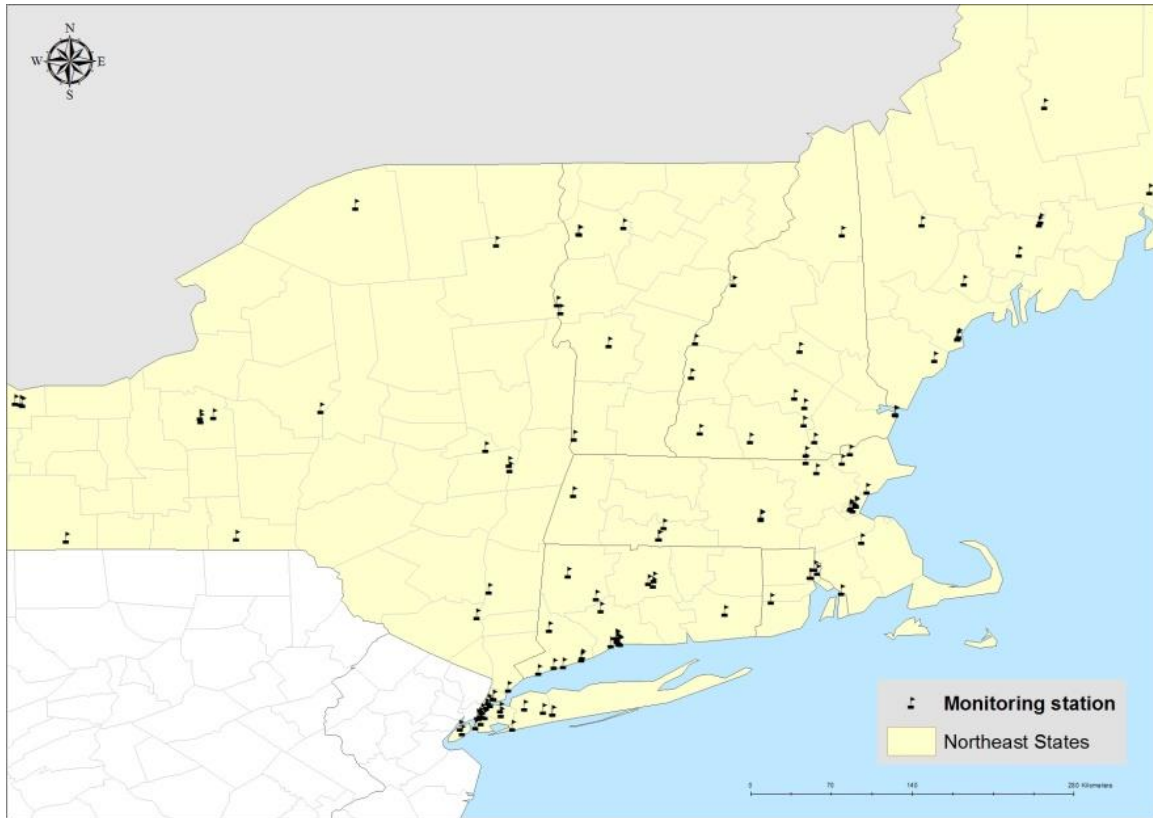 N
W E
S
Monitoring station
Northeast States
0 70 140 280 Kilometers